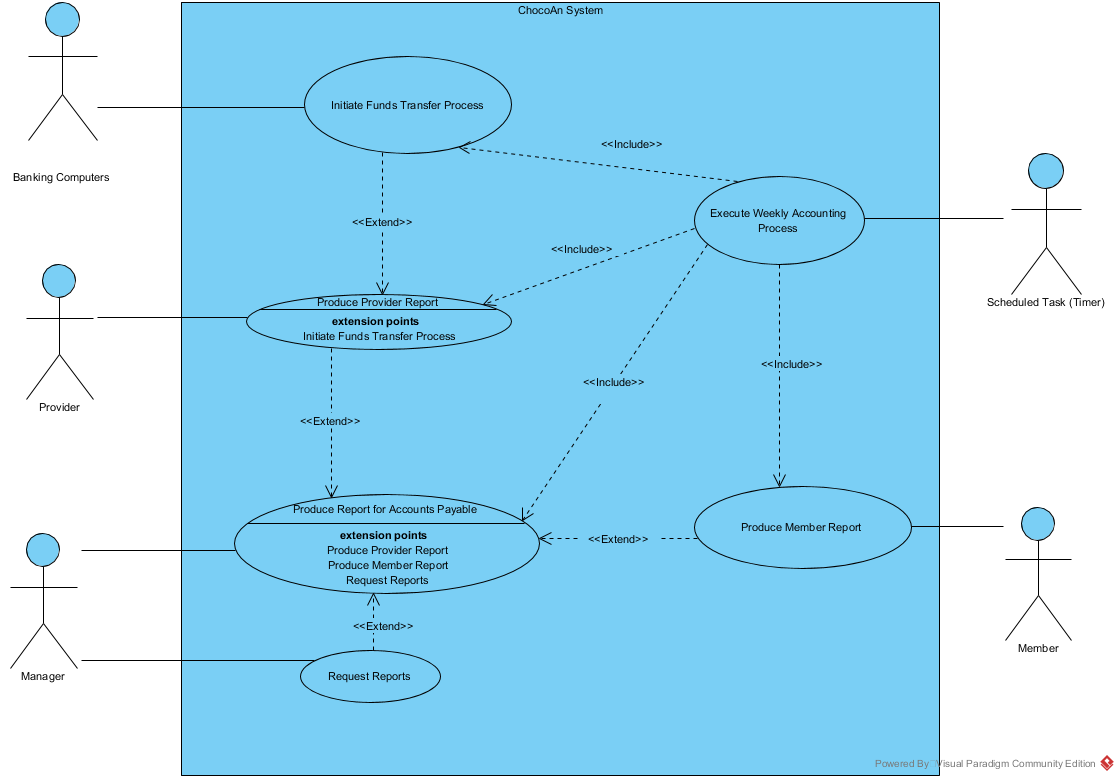 ChocoAn System
Initiate Funds Transfer Process
<<Include>>
Banking Computers
Execute Weekly Accounting
Process
<<Extend>>
<<Include>>
Scheduled Task (Timer)
Produce Provider Report
extension points
Initiate Funds Transfer Process
<<Include>>
<<Include>>
Provider
<<Extend>>
Produce Report for Accounts Payable
extension points
Produce Provider Report
Produce Member Report
Request Reports
<<Extend>>
Produce Member Report
<<Extend>>
Member
Manager
Request Reports
Powered By Visual Paradigm Community Edition